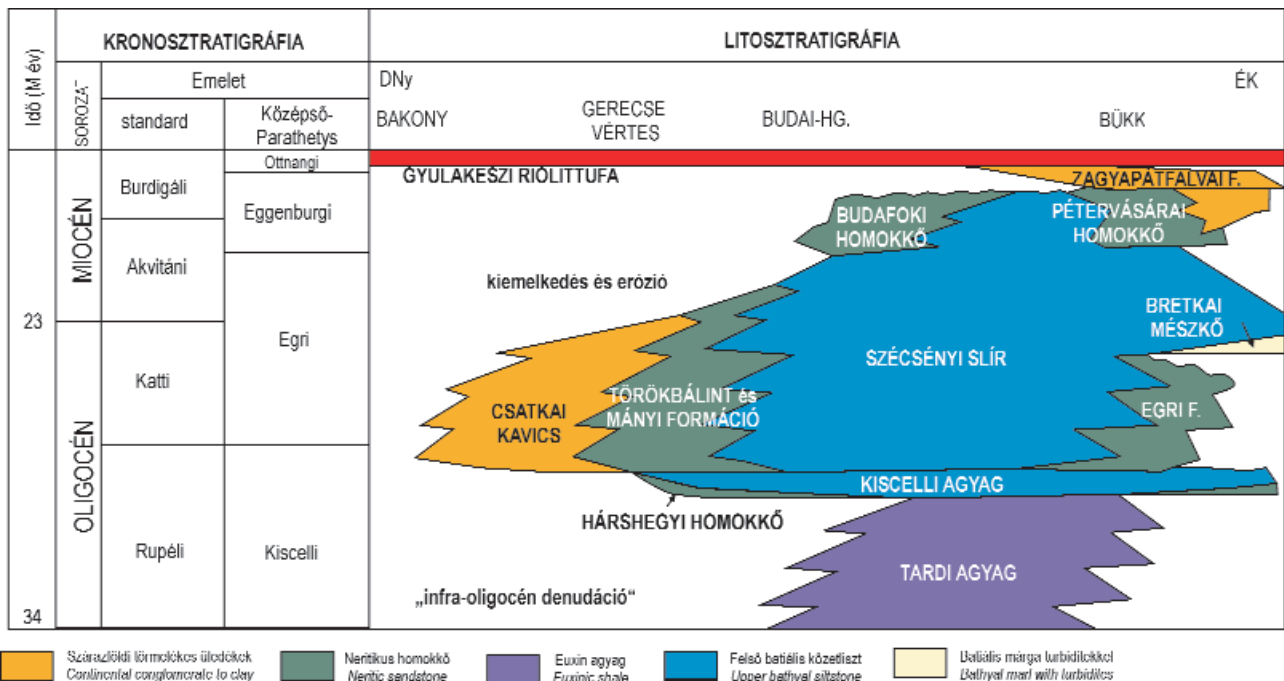 KRONOSZTRATIGRÁFIA
LITOSZTRATIGRÁFIA
Idő (M év)
SOROZAT
Emelet
standard
Középső-
Parathetys
DNy
ÉK
BAKONY
GERECSE
VÉRTES
BUDAI-HG.
BÜKK
MIOCÉN
OLIGOCÉN
23
34
Burdigáli
Akvitáni
Katti
Rupéli
Ottnangi
Eggenburgi
Egri
Kiscelli
GYULAKESZI RIÓLITTUFA
ZAGYAPÁTFALVAI F.
BUDAFOKI
HOMOKKŐ
PÉTERVÁSÁRAI
HOMOKKŐ
kiemelkedés és erózió
BRETKAI
MÉSZKŐ
SZÉCSÉNYI SLÍR
CSATKAI
KAVICS
TÖRÖKBÁLINT és
MÁNYI FORMÁCIÓ
EGRI F.
KISCELLI AGYAG
HÁRSHEGYI HOMOKKŐ
TARDI AGYAG
„infra-oligocén denudáció“
Szárazföldi törmelékes üledékek
Continental conglomerate to clay
Neritikus homokkő
Neritic sandstone
Euxin agyag
Euxinic shale
Felső batiális kőzetliszt
Upper bathyal siltstone
Batiális márga turbiditekkel
Bathyal marl with turbidites